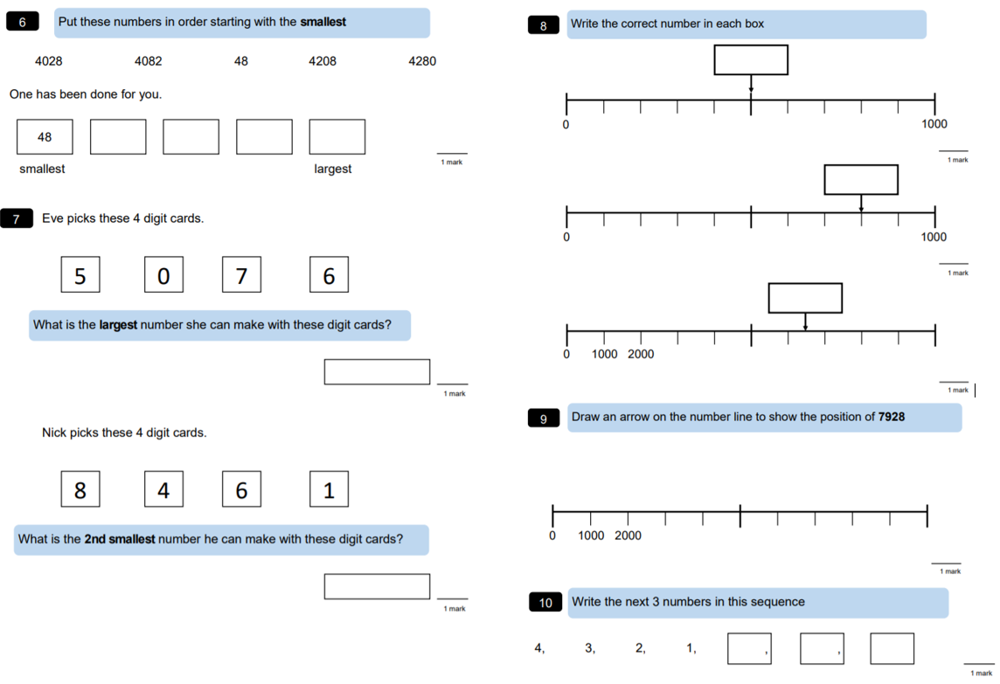 6 Put these numbers in order starting with the smallest
4028 4082 48 4208 4280
One has been done for you.
48
smallest largest
1 mark
7 Eve picks these 4 digit cards.
5 0 7 6
What is the largest number she can make with these digit cards?
1 mark
Nick picks these 4 digit cards.
8 4 6 1
What is the 2nd smallest number he can make with these digit cards?
1 mark
8 Write the correct number in each box
0 1000
1 mark
0 1000
1 mark
0 1000 2000
1 mark
9 Draw an arrow on the number line to show the position of 7928
0 1000 2000
1 mark
10 Write the next 3 numbers in this sequence
4, 3, 2, 1, , ,
1 mark